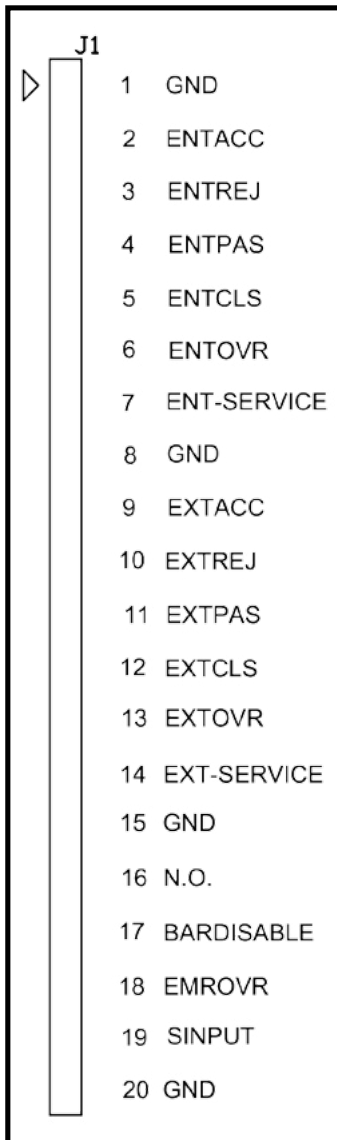 J1
1 GND
2 ENTACC
3 ENTREJ
4 ENTPAS
5 ENTCLS
6 ENTOVR
7 ENT-SERVICE
8 GND
9 EXTACC
10 EXTREJ
11 EXTPAS
12 EXTCLS
13 EXTOVR
14 EXT-SERVICE
15 GND
16 N.O.
17 BARDISABLE
18 EMROVR
19 SINPUT
20 GND